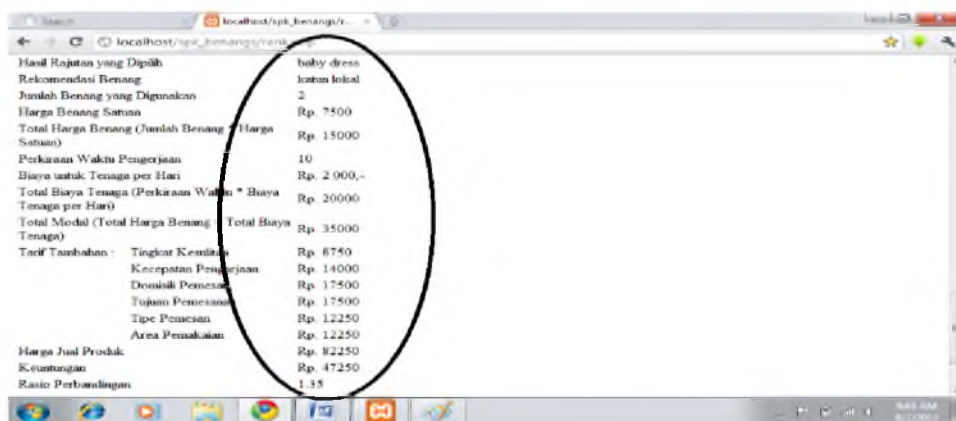 localhost/spk_benangs/r...
localhost/spk_benangs/rank
Hasil Rajutan yang Dipilih baby dress
Rekomendasi Benang katun lokal
Jumlah Benang yang Digunakan 2
Harga Benang Satuan Rp. 7500
Total Harga Benang (Jumlah Benang * Harga
Satuan) Rp. 15000
Perkiraan Waktu Pengerjaan 10
Biaya untuk Tenaga per Hari Rp. 2.000,-
Total Biaya Tenaga (Perkiraan Waktu * Biaya
Tenaga per Hari) Rp. 20000
Total Modal (Total Harga Benang Total Biaya
Tenaga) Rp. 35000
Tarif Tambahan : Tingkat Kesulitan Rp. 8750
Kecepatan Pengerjaan Rp. 14000
Domisili Pemesan Rp. 17500
Tujuan Pemesanan Rp. 17500
Tipe Pemesan Rp. 12250
Area Pemakaian Rp. 12250
Harga Jual Produk Rp. 82250
Keuntungan Rp. 47250
Rasio Perbandingan 1.35